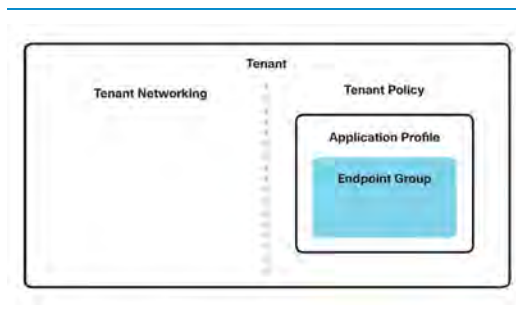 Tenant
Tenant Networking
Tenant Policy
Application Profile
Endpoint Group